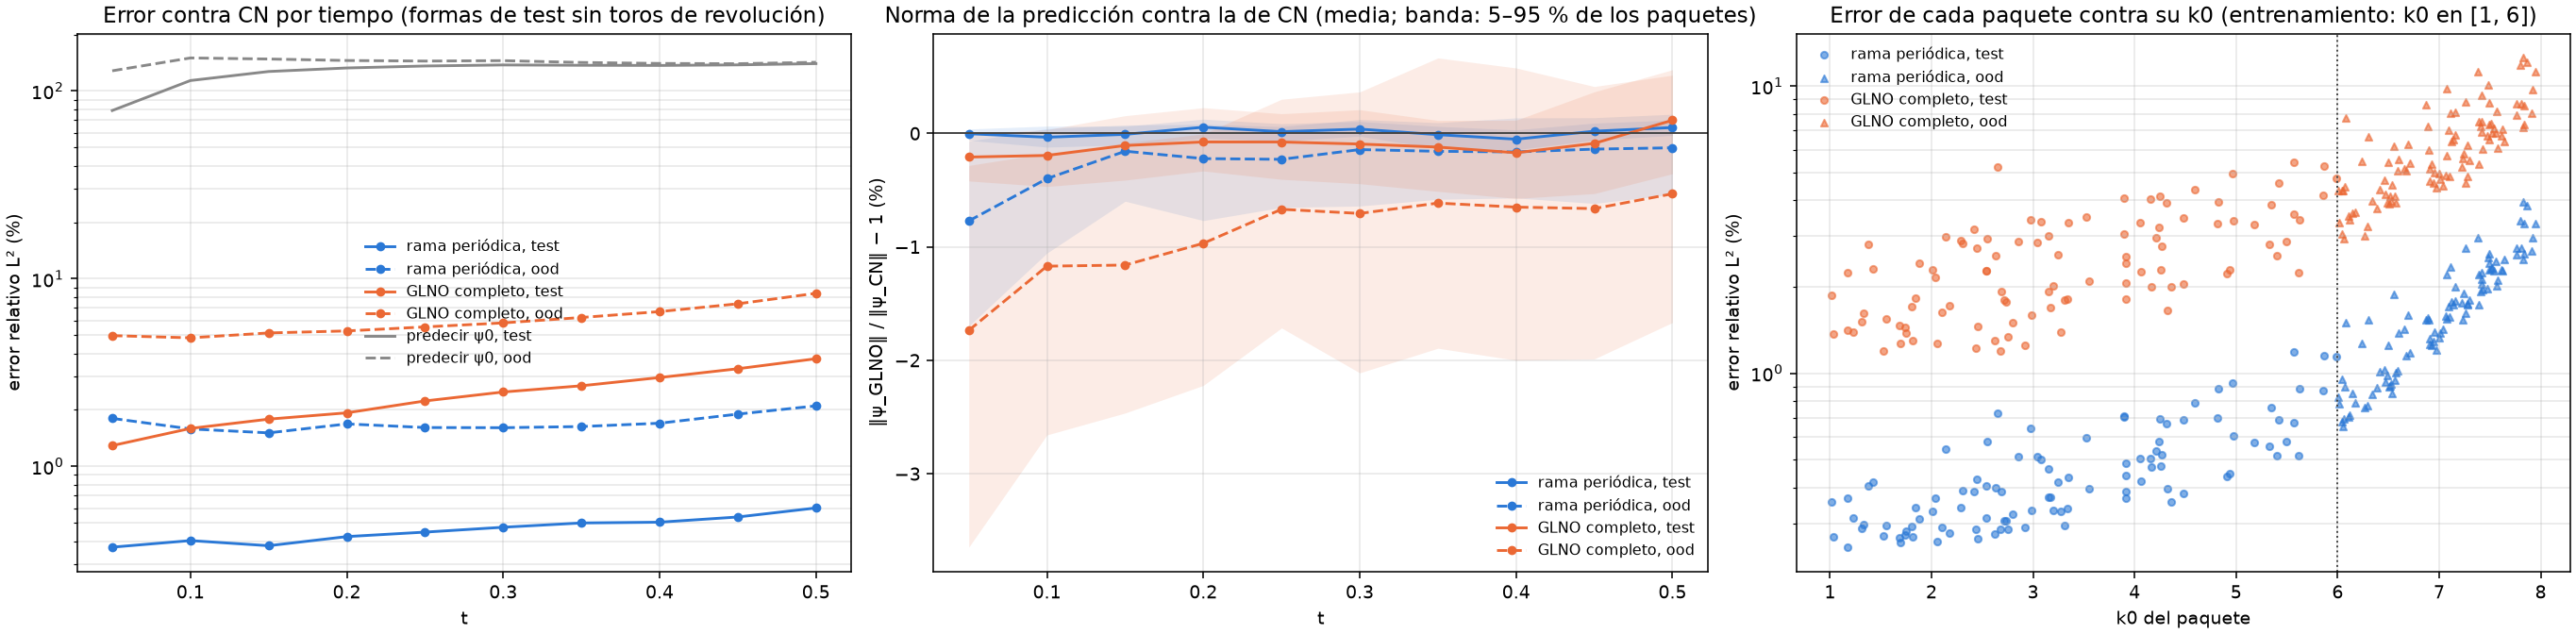 Error contra CN por tiempo (formas de test sin toros de revolución)
error relativo L² (%)
10²
10¹
10⁰
rama periódica, test
rama periódica, ood
GLNO completo, test
GLNO completo, ood
predecir ψ0, test
predecir ψ0, ood
0.1 0.2 0.3 0.4 0.5
t
Norma de la predicción contra la de CN (media; banda: 5–95 % de los paquetes)
‖ψ_GLNO‖ / ‖ψ_CN‖ − 1 (%)
0
−1
−2
−3
rama periódica, test
rama periódica, ood
GLNO completo, test
GLNO completo, ood
0.1 0.2 0.3 0.4 0.5
t
Error de cada paquete contra su k0 (entrenamiento: k0 en [1, 6])
error relativo L² (%)
10¹
10⁰
rama periódica, test
rama periódica, ood
GLNO completo, test
GLNO completo, ood
1 2 3 4 5 6 7 8
k0 del paquete